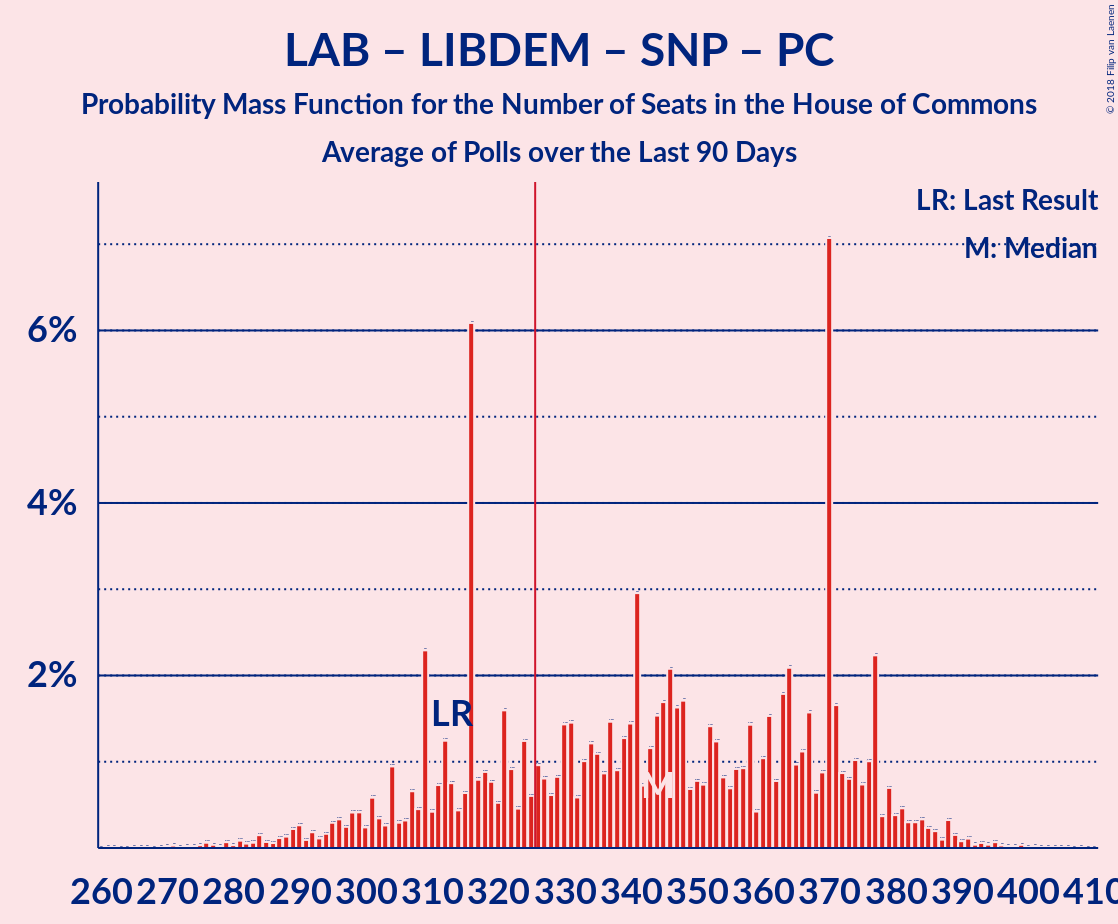 LAB – LIBDEM – SNP – PC
Probability Mass Function for the Number of Seats in the House of Commons
Average of Polls over the Last 90 Days
© 2018 Filip van Laenen
LR: Last Result
M: Median
6%
4%
2%
LR
M
260 270 280 290 300 310 320 330 340 350 360 370 380 390 400 410